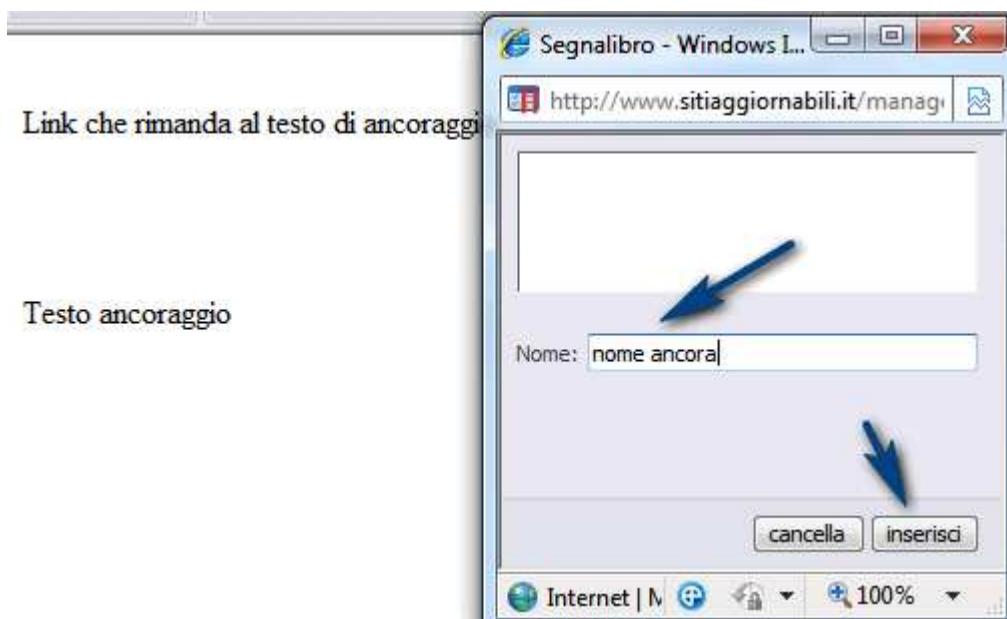 Segnalibro - Windows I...
http://www.sitiaggiornabili.it/manag
Link che rimanda al testo di ancoraggi
Testo ancoraggio
Nome: nome ancora
cancella inserisci
Internet | 100%